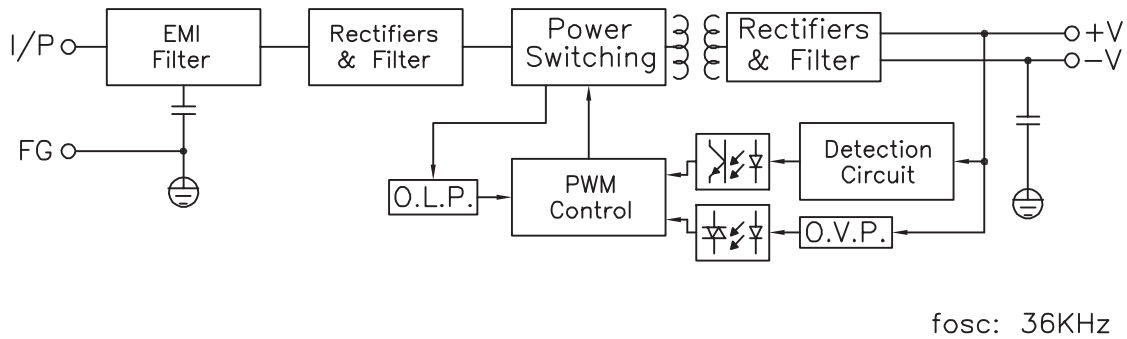 I/P
EMI
Filter
Rectifiers
& Filter
Power
Switching
Rectifiers
& Filter
+V
-V
FG
Detection
Circuit
O.L.P.
PWM
Control
O.V.P.
fosc: 36KHz